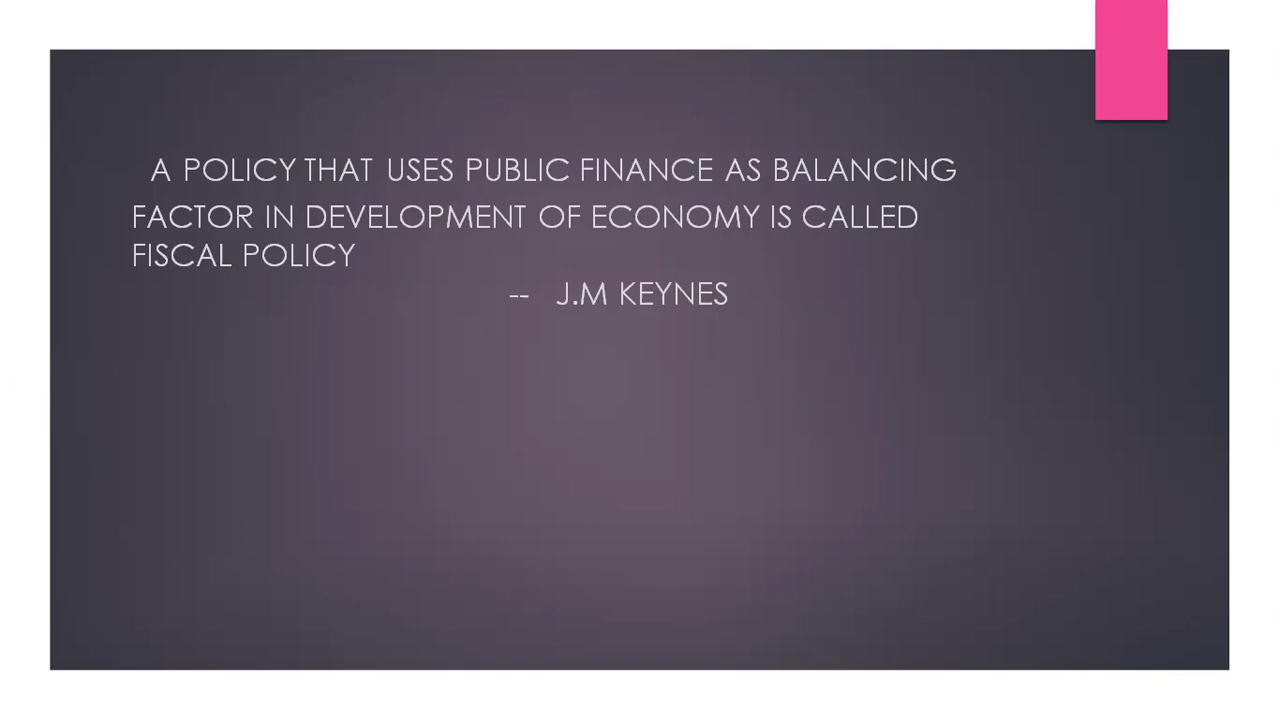 A POLICY THAT USES PUBLIC FINANCE AS BALANCING
FACTOR IN DEVELOPMENT OF ECONOMY IS CALLED
FISCAL POLICY
-- J.M KEYNES